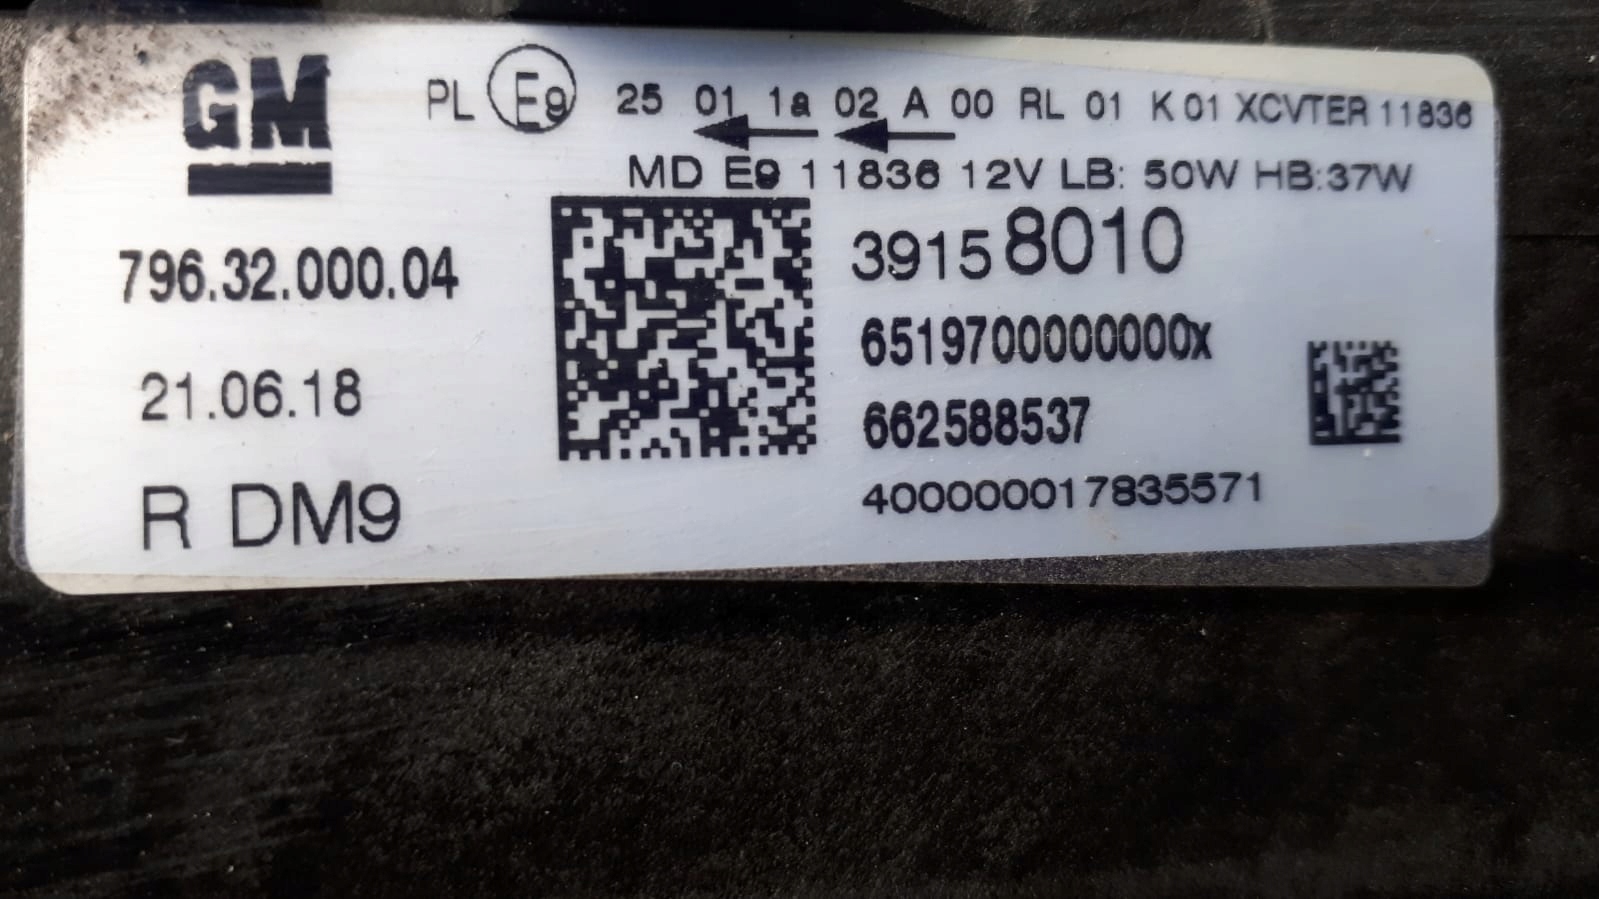 GM
PL E9 25 01 1a 02 A 00 RL 01 K 01 XCVTER 11836
MD E9 11836 12V LB: 50W HB:37W
796.32.000.04
39158010
6519700000000x
21.06.18
662588537
R DM9
400000017835571